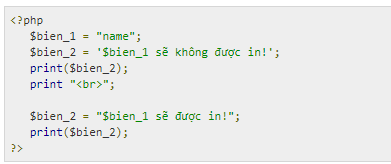 <?php
   $bien_1 = "name";
   $bien_2 = '$bien_1 sẽ không được in!';
   print($bien_2);
   print "<br>";

   $bien_2 = "$bien_1 sẽ được in!";
   print($bien_2);
?>